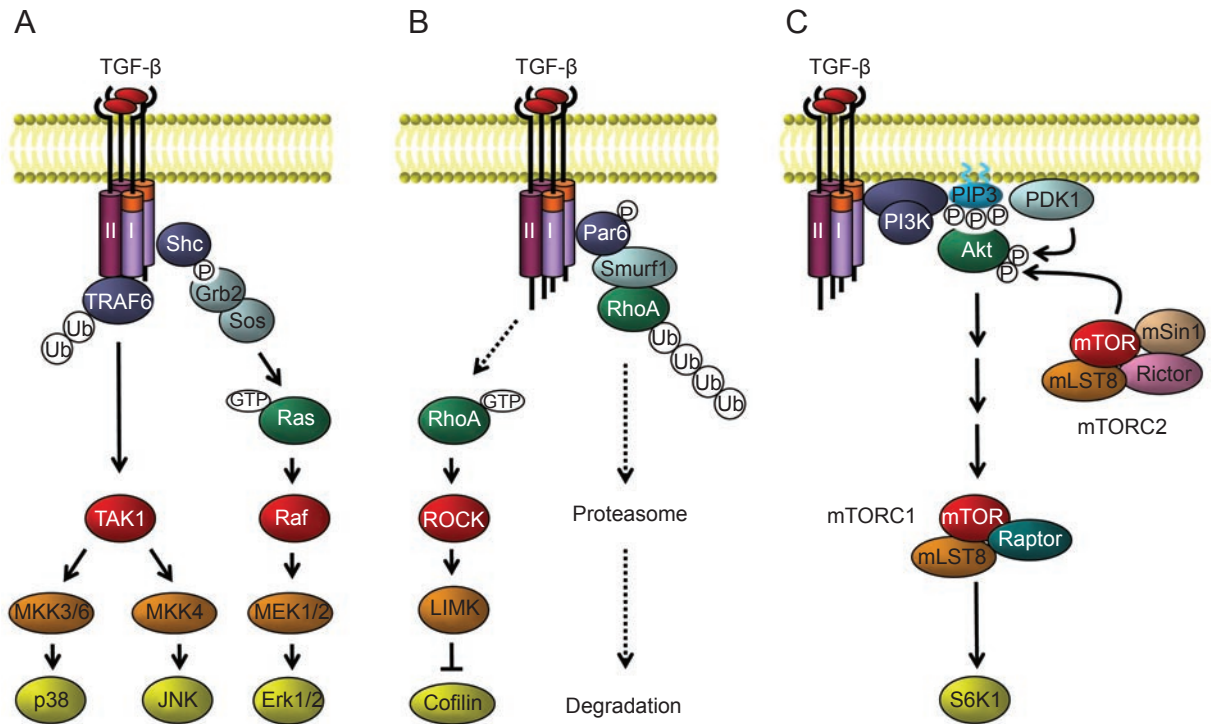 A
TGF-β
II
I
Shc
P
TRAF6
Grb2
Sos
Ub
Ub
GTP
Ras
TAK1
Raf
MKK3/6
MKK4
MEK1/2
p38
JNK
Erk1/2
B
TGF-β
II
I
P
Par6
Smurf1
RhoA
Ub
Ub
Ub
Ub
GTP
RhoA
ROCK
Proteasome
LIMK
Cofilin
Degradation
C
TGF-β
II
I
PI3K
PIP3
PDK1
P
P
P
Akt
P
P
mTOR
mSin1
mLST8
Rictor
mTORC2
mTORC1
mTOR
Raptor
mLST8
S6K1